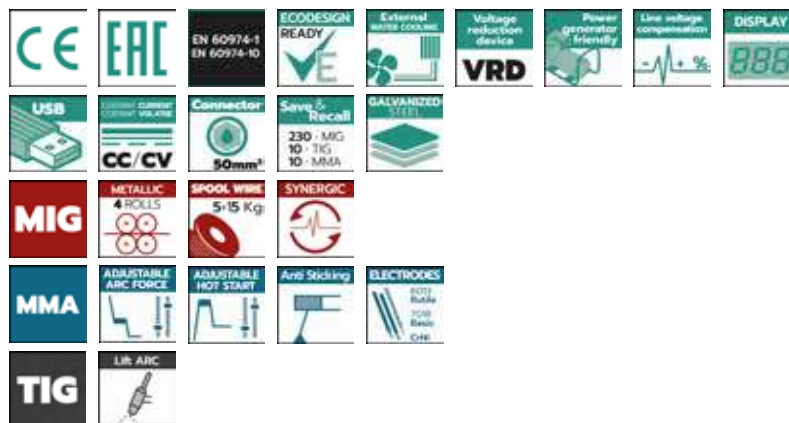 CE
EAC
EN 60974-1
EN 60974-10
ECODESIGN
READY
E
External
WATER COOLING
Voltage
reduction
device
VRD
Power
generator
friendly
Line voltage
compensation
- + %
DISPLAY
888
USB
CONSTANT CURRENT
CONSTANT VOLTAGE
CC/CV
Connector
50mm²
Save &
Recall
230 · MIG
10 · TIG
10 · MMA
GALVANIZED
STEEL
MIG
METALLIC
4 ROLLS
SPOOL WIRE
5÷15 Kg
SYNERGIC
MMA
ADJUSTABLE
ARC FORCE
ADJUSTABLE
HOT START
Anti Sticking
ELECTRODES
6013
Rutile
7018
Basic
CrNi
TIG
Lift ARC